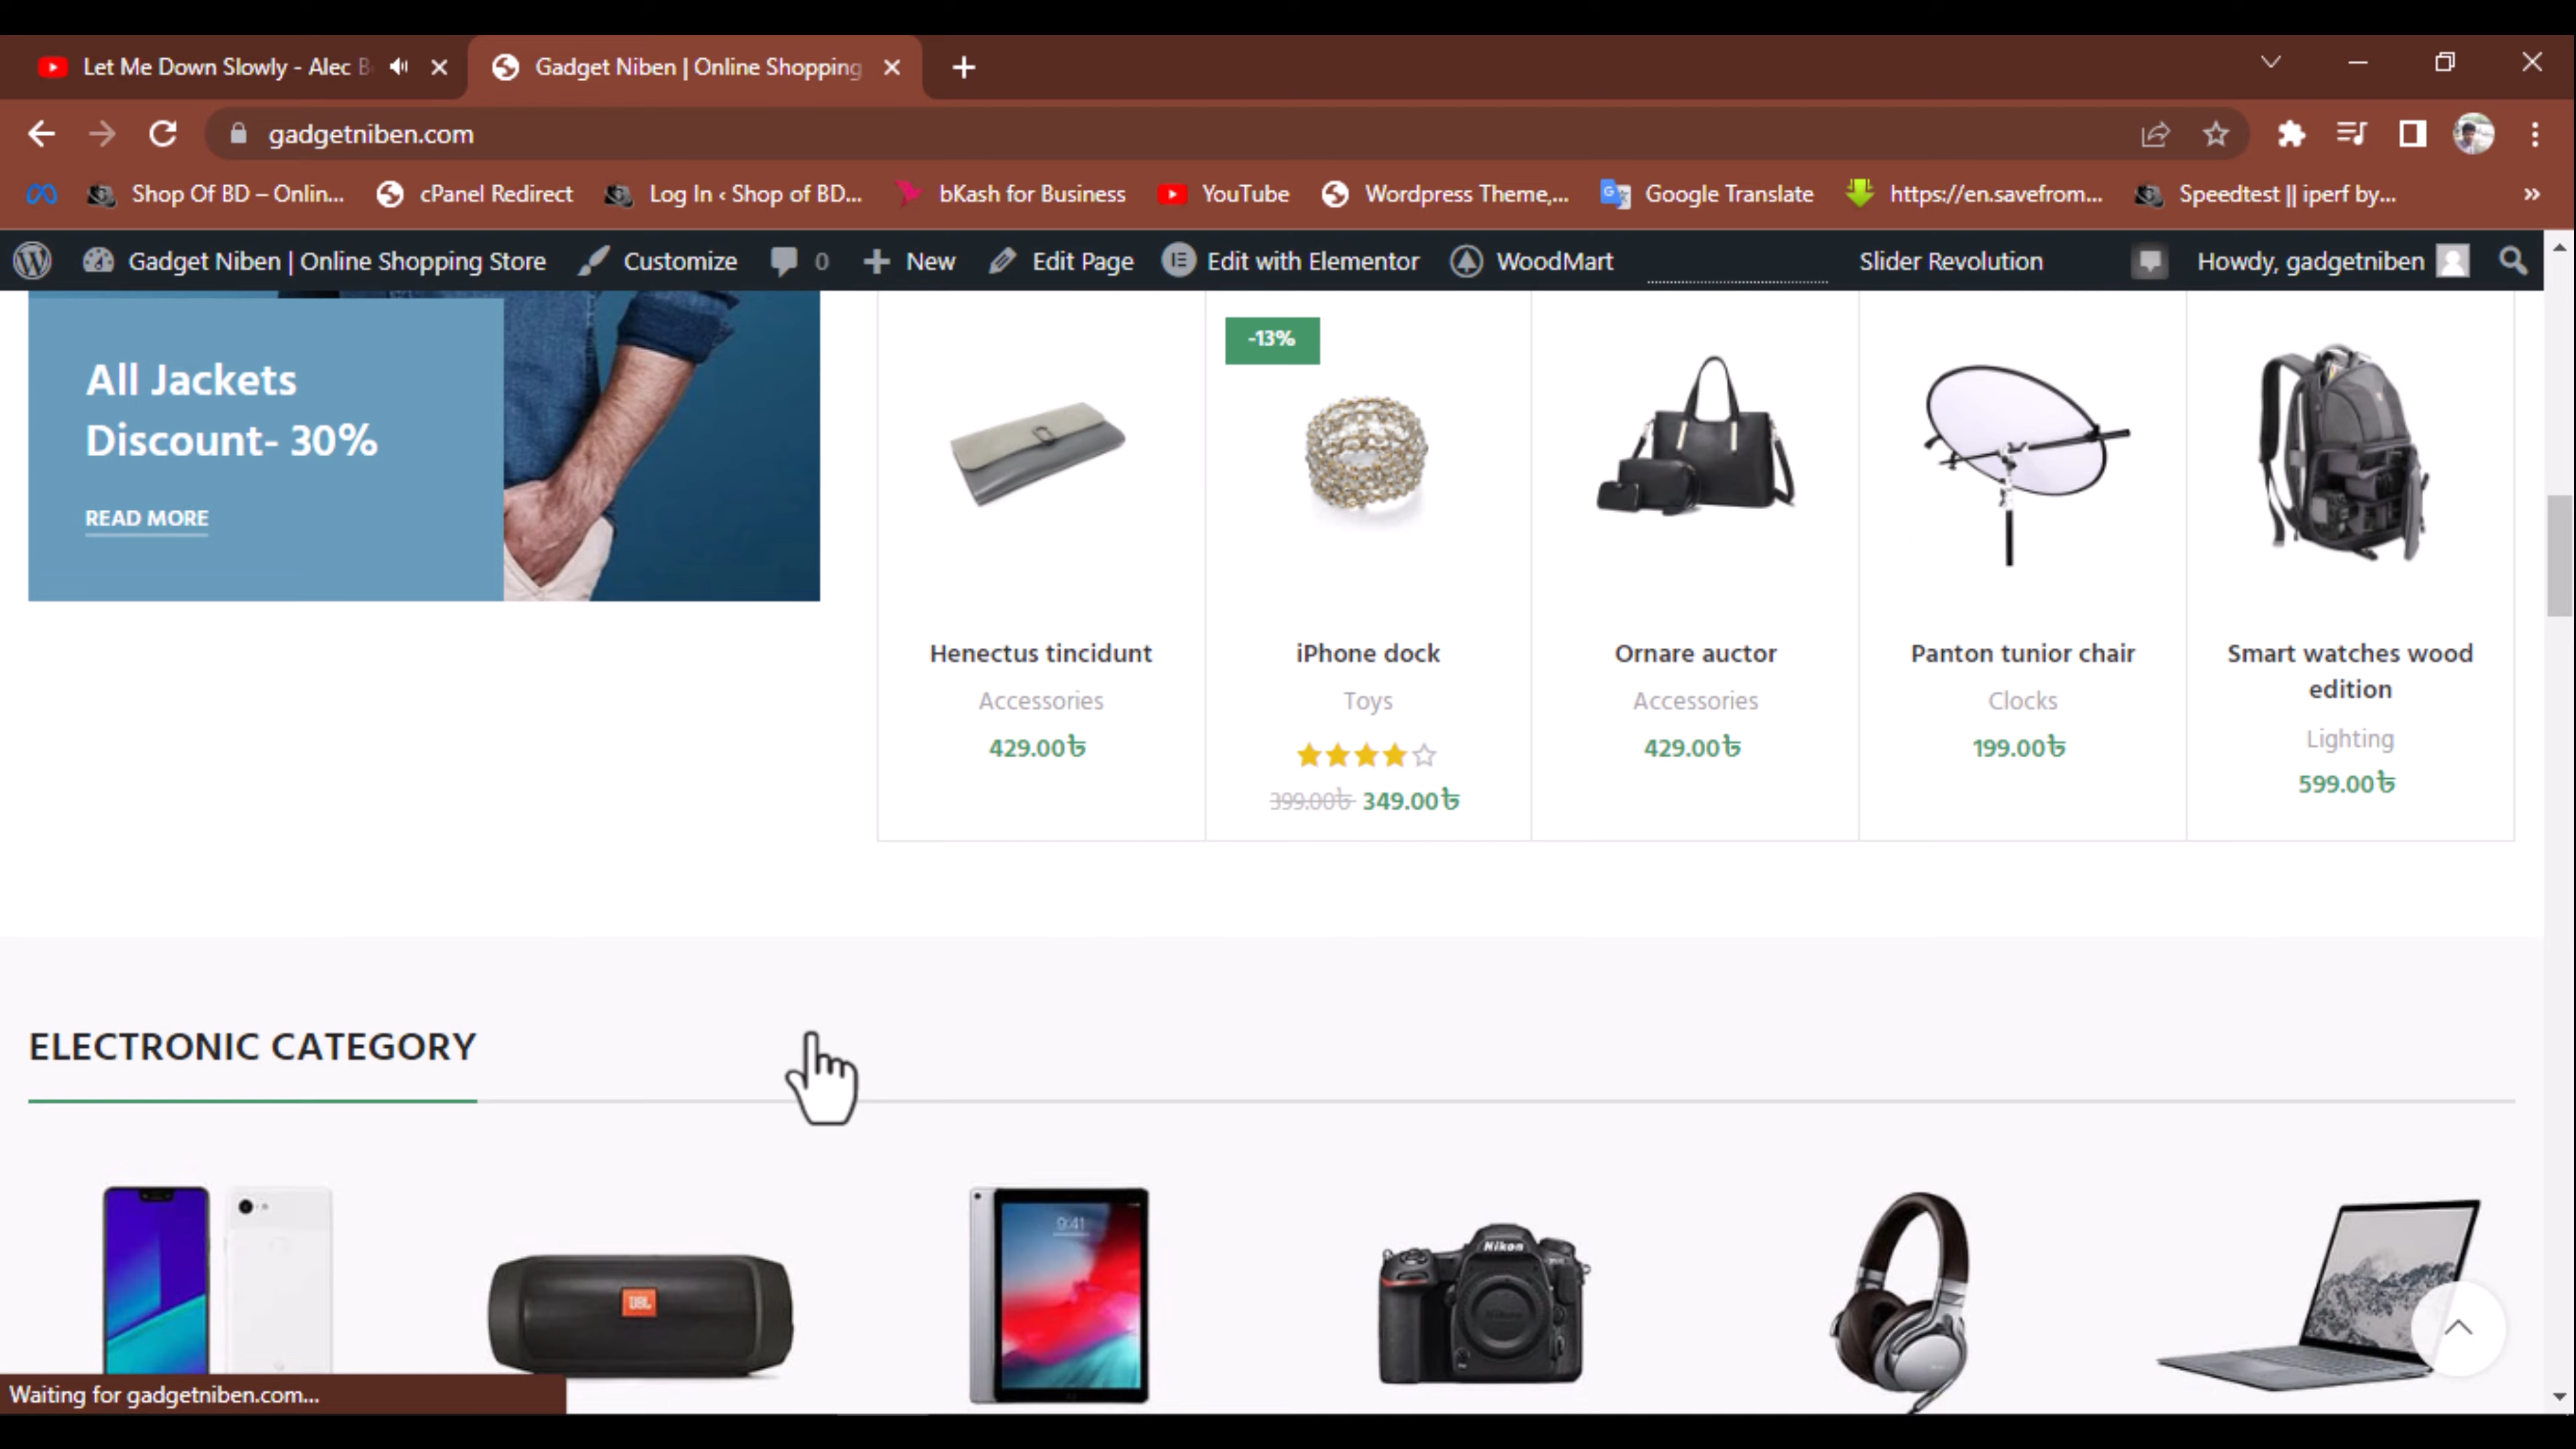 Let Me Down Slowly - Alec B
Gadget Niben | Online Shopping
gadgetniben.com
Shop Of BD – Onlin...
cPanel Redirect
Log In ‹ Shop of BD...
bKash for Business
YouTube
Wordpress Theme,...
Google Translate
https://en.savefrom...
Speedtest || iperf by...
»
Gadget Niben | Online Shopping Store
Customize
0
New
Edit Page
Edit with Elementor
WoodMart
Slider Revolution
Howdy, gadgetniben
All Jackets
Discount- 30%
READ MORE
-13%
Henectus tincidunt
Accessories
429.00৳
iPhone dock
Toys
399.00৳ 349.00৳
Ornare auctor
Accessories
429.00৳
Panton tunior chair
Clocks
199.00৳
Smart watches wood
edition
Lighting
599.00৳
ELECTRONIC CATEGORY
JBL
9:41
Nikon
Waiting for gadgetniben.com...